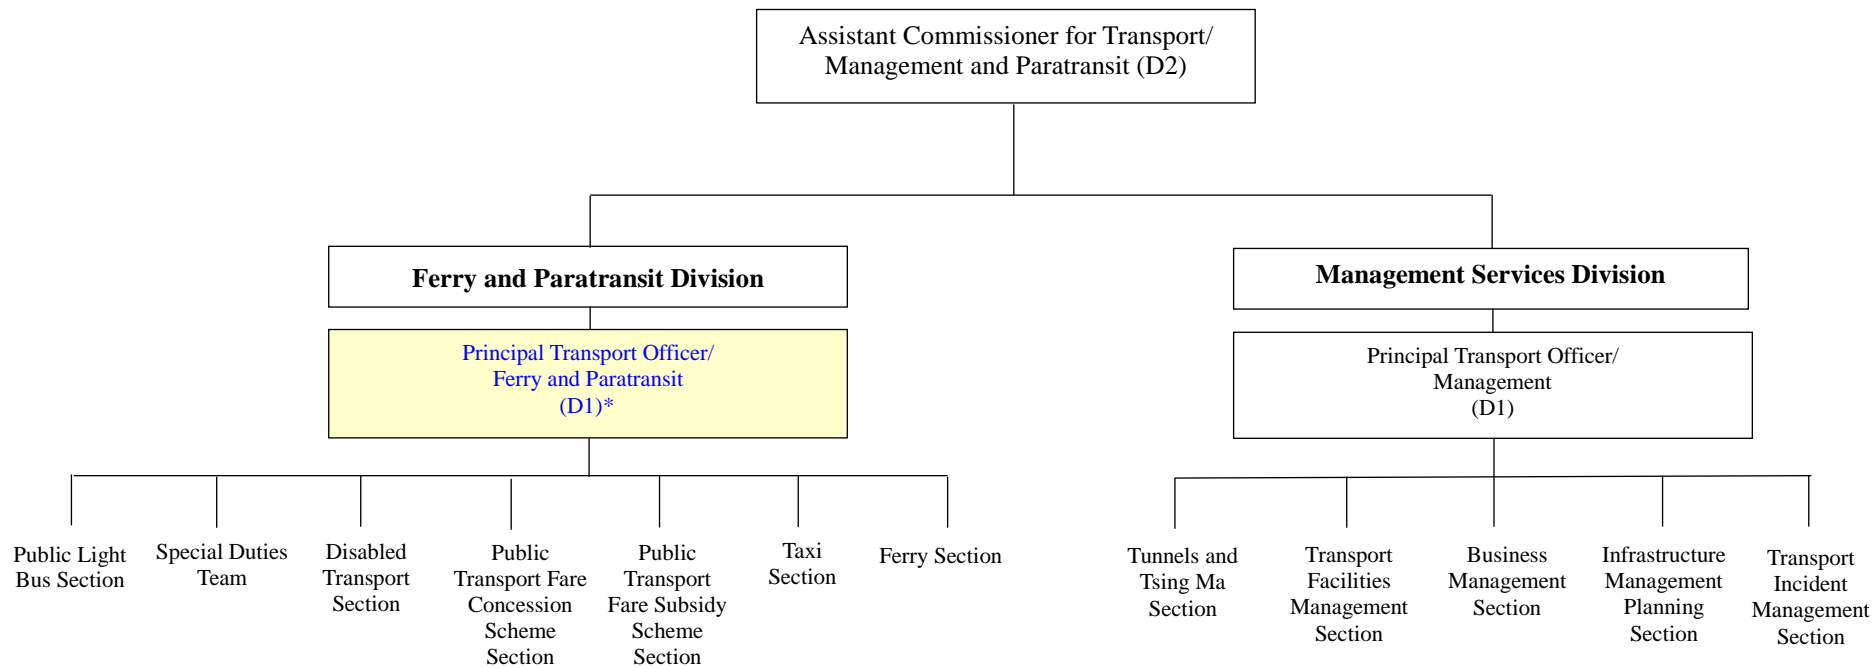 Assistant Commissioner for Transport/
Management and Paratransit (D2)
Ferry and Paratransit Division
Principal Transport Officer/
Ferry and Paratransit
(D1)*
Management Services Division
Principal Transport Officer/
Management
(D1)
Public Light
Bus Section
Special Duties
Team
Disabled
Transport
Section
Public
Transport Fare
Concession
Scheme
Section
Public
Transport
Fare Subsidy
Scheme
Section
Taxi
Section
Ferry Section
Tunnels and
Tsing Ma
Section
Transport
Facilities
Management
Section
Business
Management
Section
Infrastructure
Management
Planning
Section
Transport
Incident
Management
Section